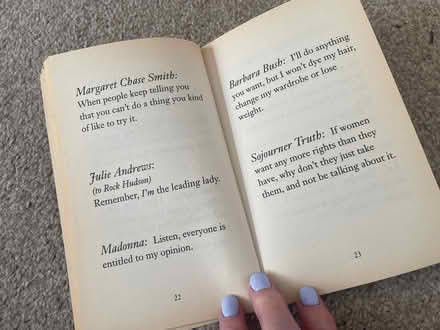 Margaret Chase Smith:
When people keep telling you
that you can't do a thing you kind
of like to try it.
Julie Andrews:
(to Rock Hudson)
Remember, I'm the leading lady.
Madonna: Listen, everyone is
entitled to my opinion.
22
Barbara Bush: I'll do anything
you want, but I won't dye my hair,
change my wardrobe or lose
weight.
Sojourner Truth: If women
want any more rights than they
have, why don't they just take
them, and not be talking about it.
23